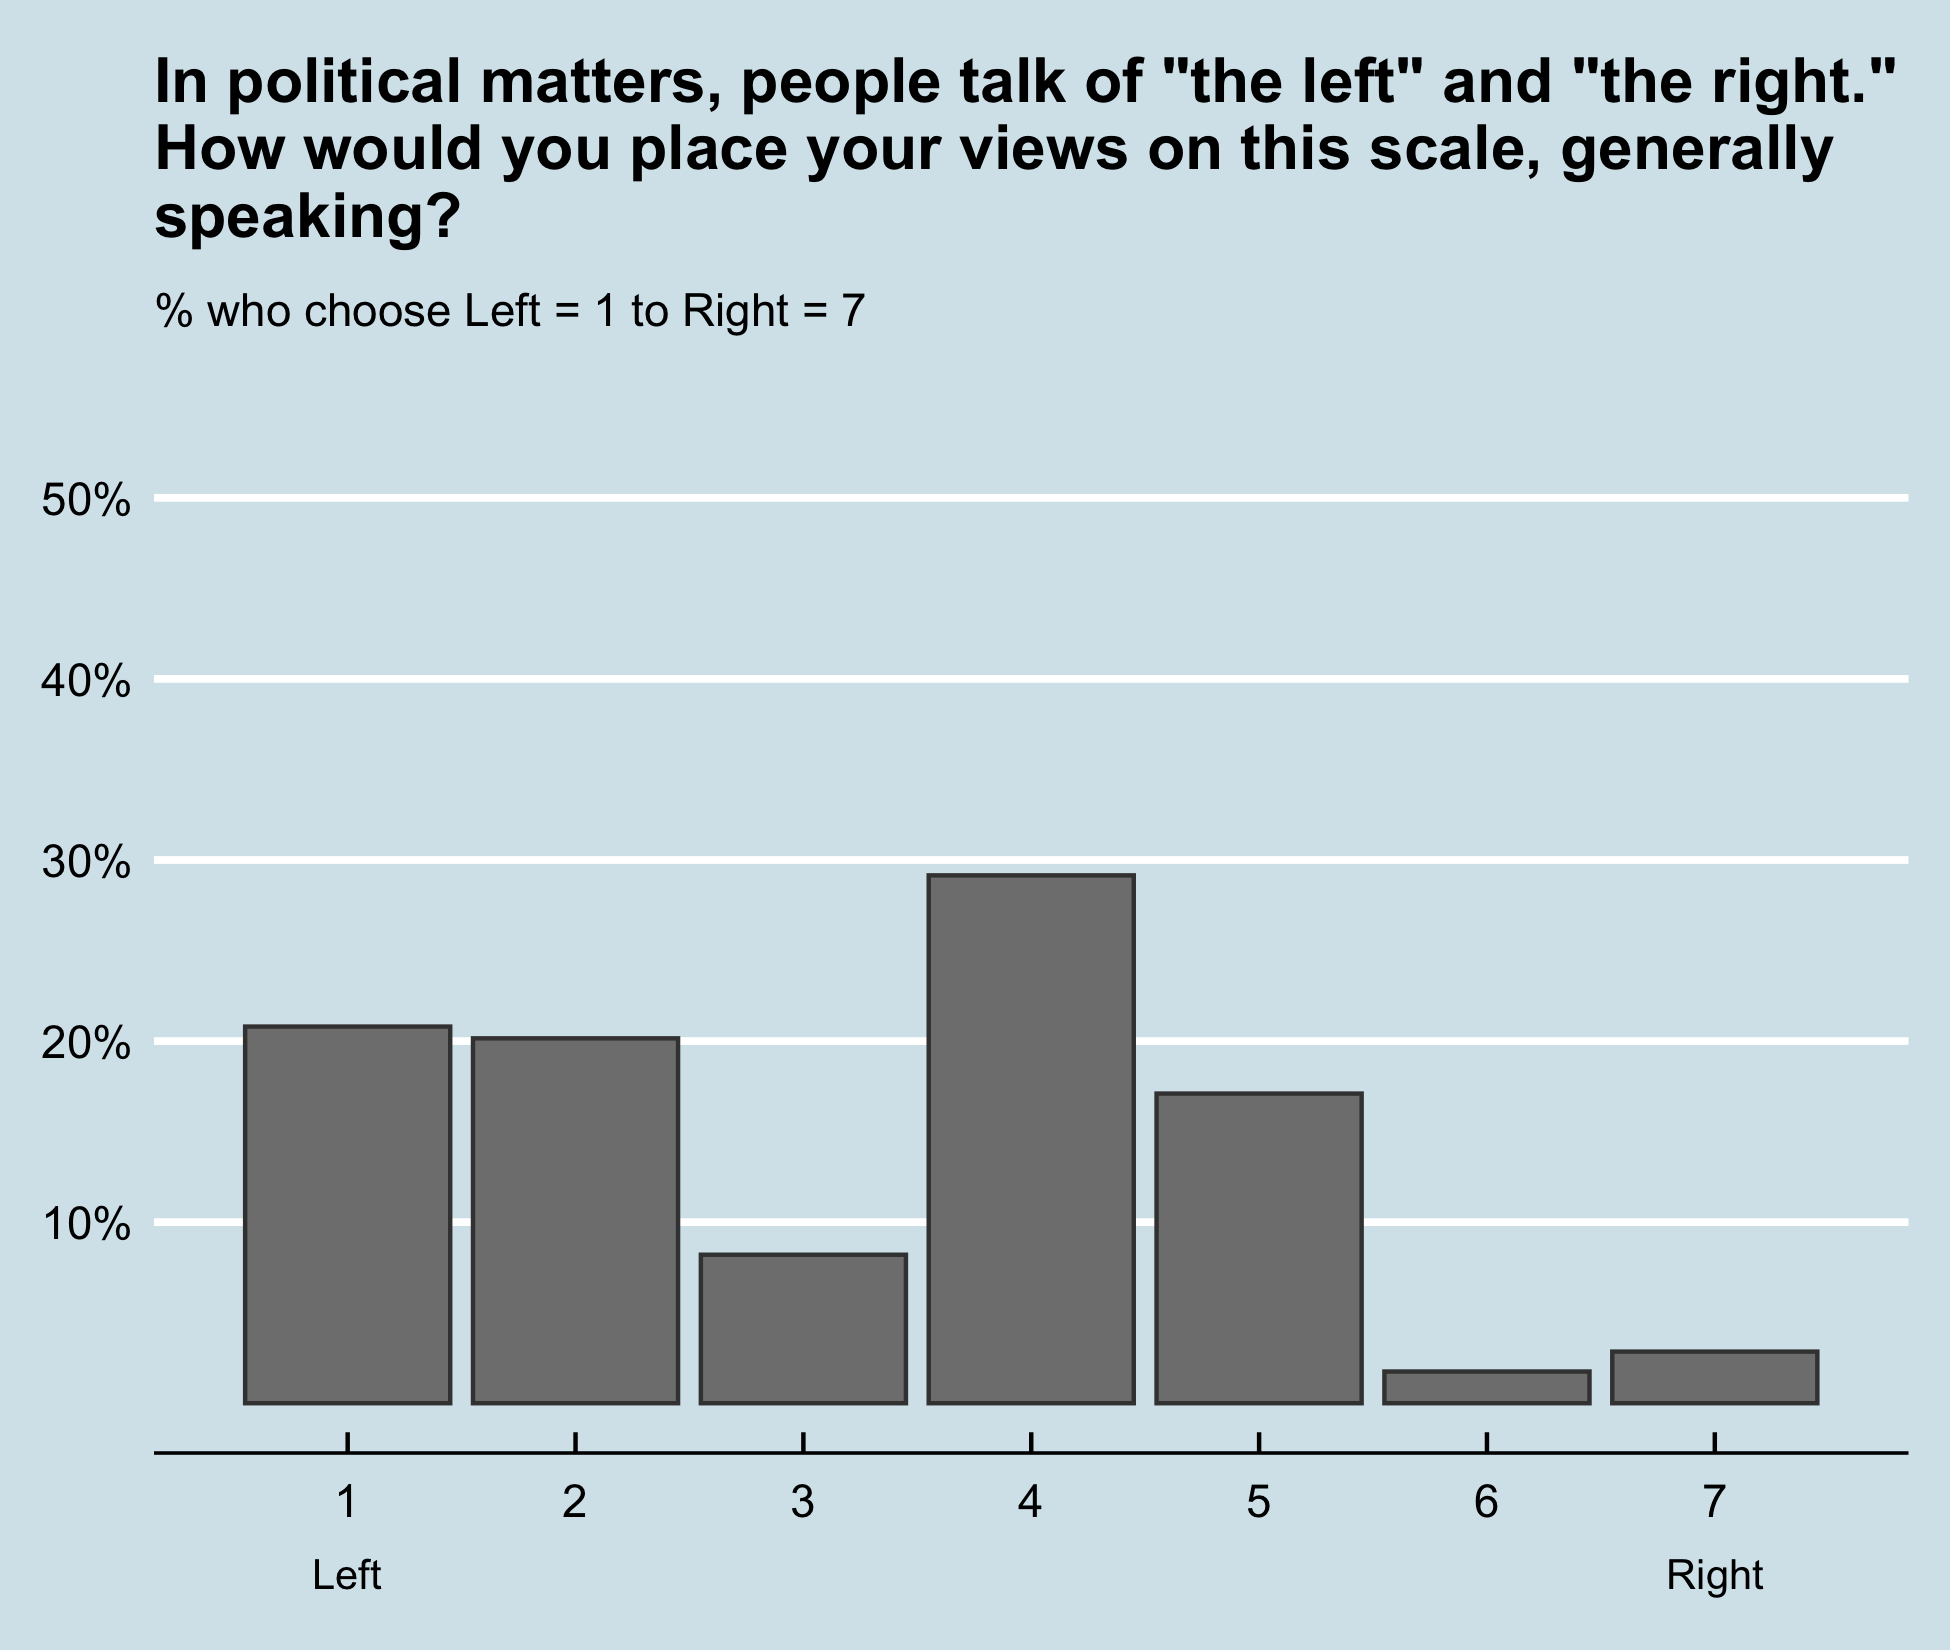 In political matters, people talk of "the left" and "the right."
How would you place your views on this scale, generally
speaking?
% who choose Left = 1 to Right = 7
50%
40%
30%
20%
10%
1 2 3 4 5 6 7
Left Right